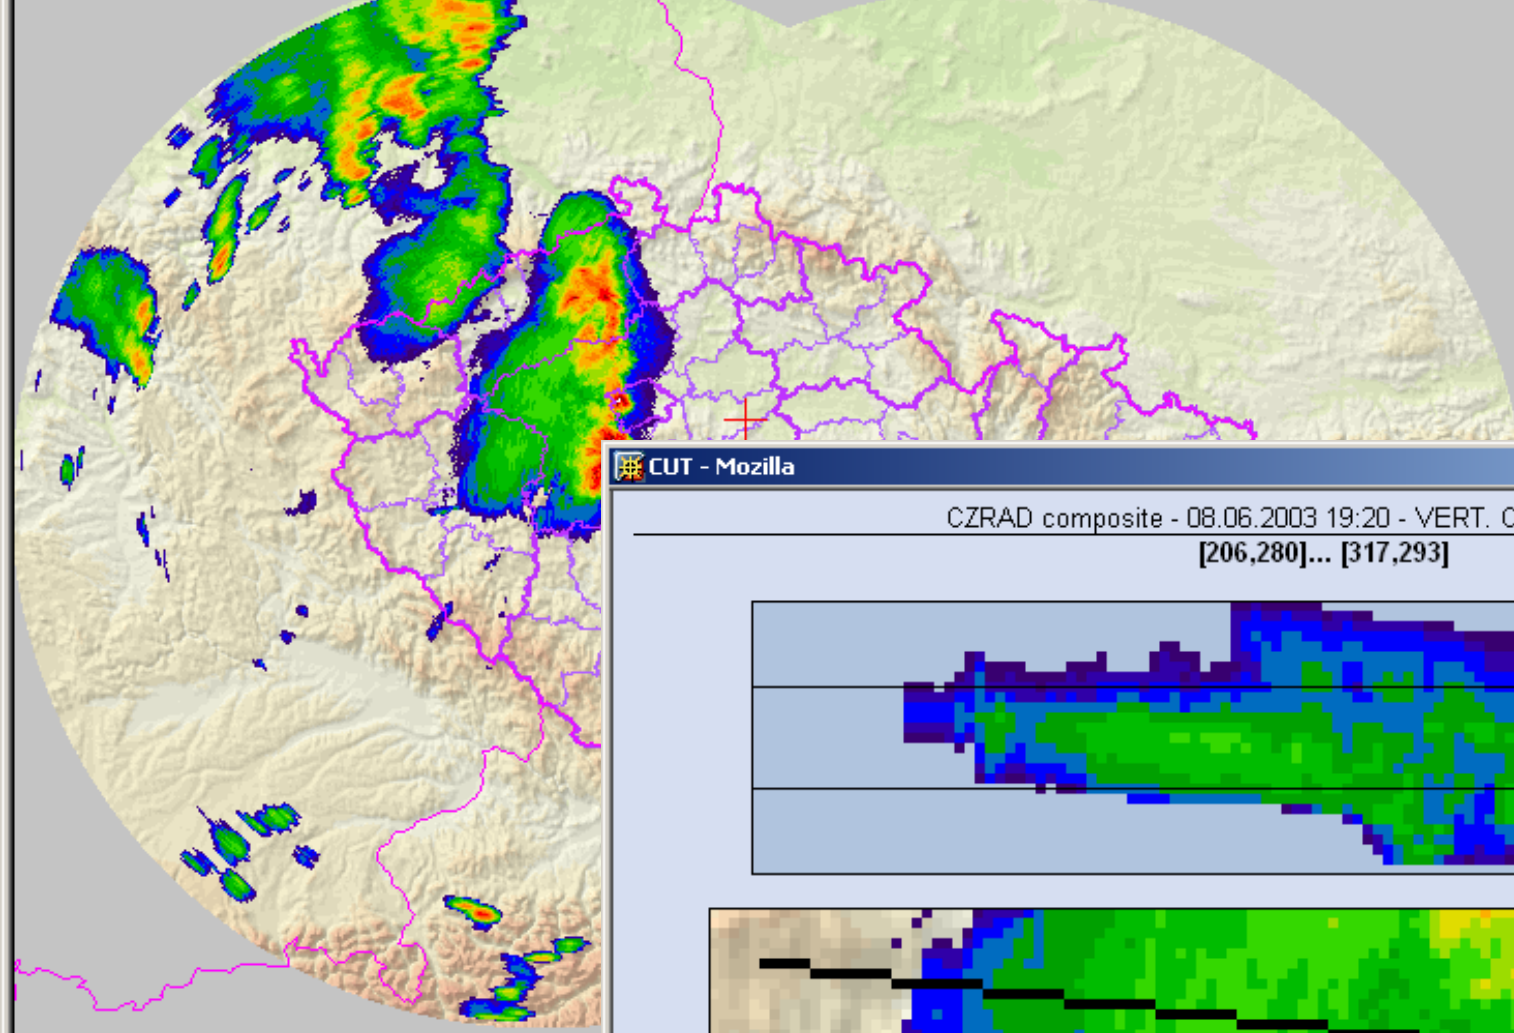 CUT - Mozilla
CZRAD composite - 08.06.2003 19:20 - VERT.
[206,280]... [317,293]